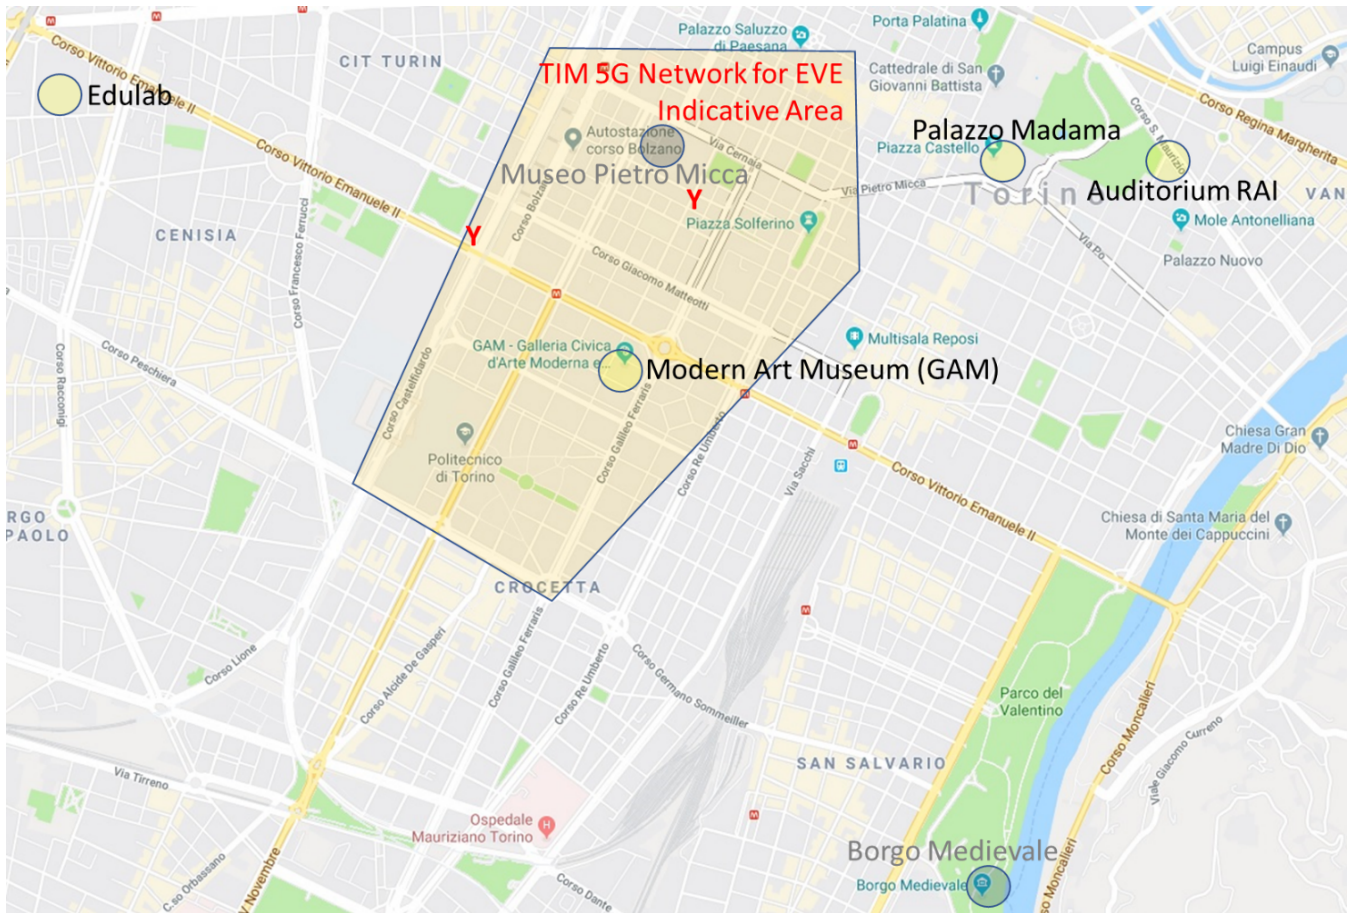 Palazzo Saluzzo
di Paesana
Porta Palatina
Campus
Luigi Einaudi
Corso Vittorio Emanuele II
CIT TURIN
Edulab
TIM 5G Network for EVE
Indicative Area
Cattedrale di San
Giovanni Battista
Corso Regina Margherita
Corso S. Maurizio
Autostazione
corso Bolzano
Via Cernaia
Palazzo Madama
Piazza Castello
Corso Vittorio Emanuele II
Museo Pietro Micca
Via Pietro Micca
Torino
Auditorium RAI
VAN
Y
Corso Bolzano
Piazza Solferino
Mole Antonelliana
Y
CENISIA
Corso Francesco Ferrucci
Via Po
Palazzo Nuovo
Corso Giacomo Matteotti
Corso Peschiera
Corso Racconigi
Multisala Reposi
GAM - Galleria Civica
d'Arte Moderna e...
Modern Art Museum (GAM)
Corso Castelfidardo
Corso Galileo Ferraris
Corso Re Umberto
Via Sacchi
Chiesa Gran
Madre Di Dio
Politecnico
di Torino
Corso Vittorio Emanuele II
RGO
PAOLO
Chiesa di Santa Maria del
Monte dei Cappuccini
CROCETTA
Corso Lione
Corso Alcide De Gasperi
Corso Galileo Ferraris
Corso Re Umberto
Corso Germano Sommeiller
Parco del
Valentino
Corso Moncalieri
Viale Giacomo Curreno
SAN SALVARIO
Via Tirreno
Ospedale
Mauriziano Torino
H
Borgo Medievale
Borgo Medievale
C.so Orbassano
V Novembre
Corso Dante
so Moncalieri